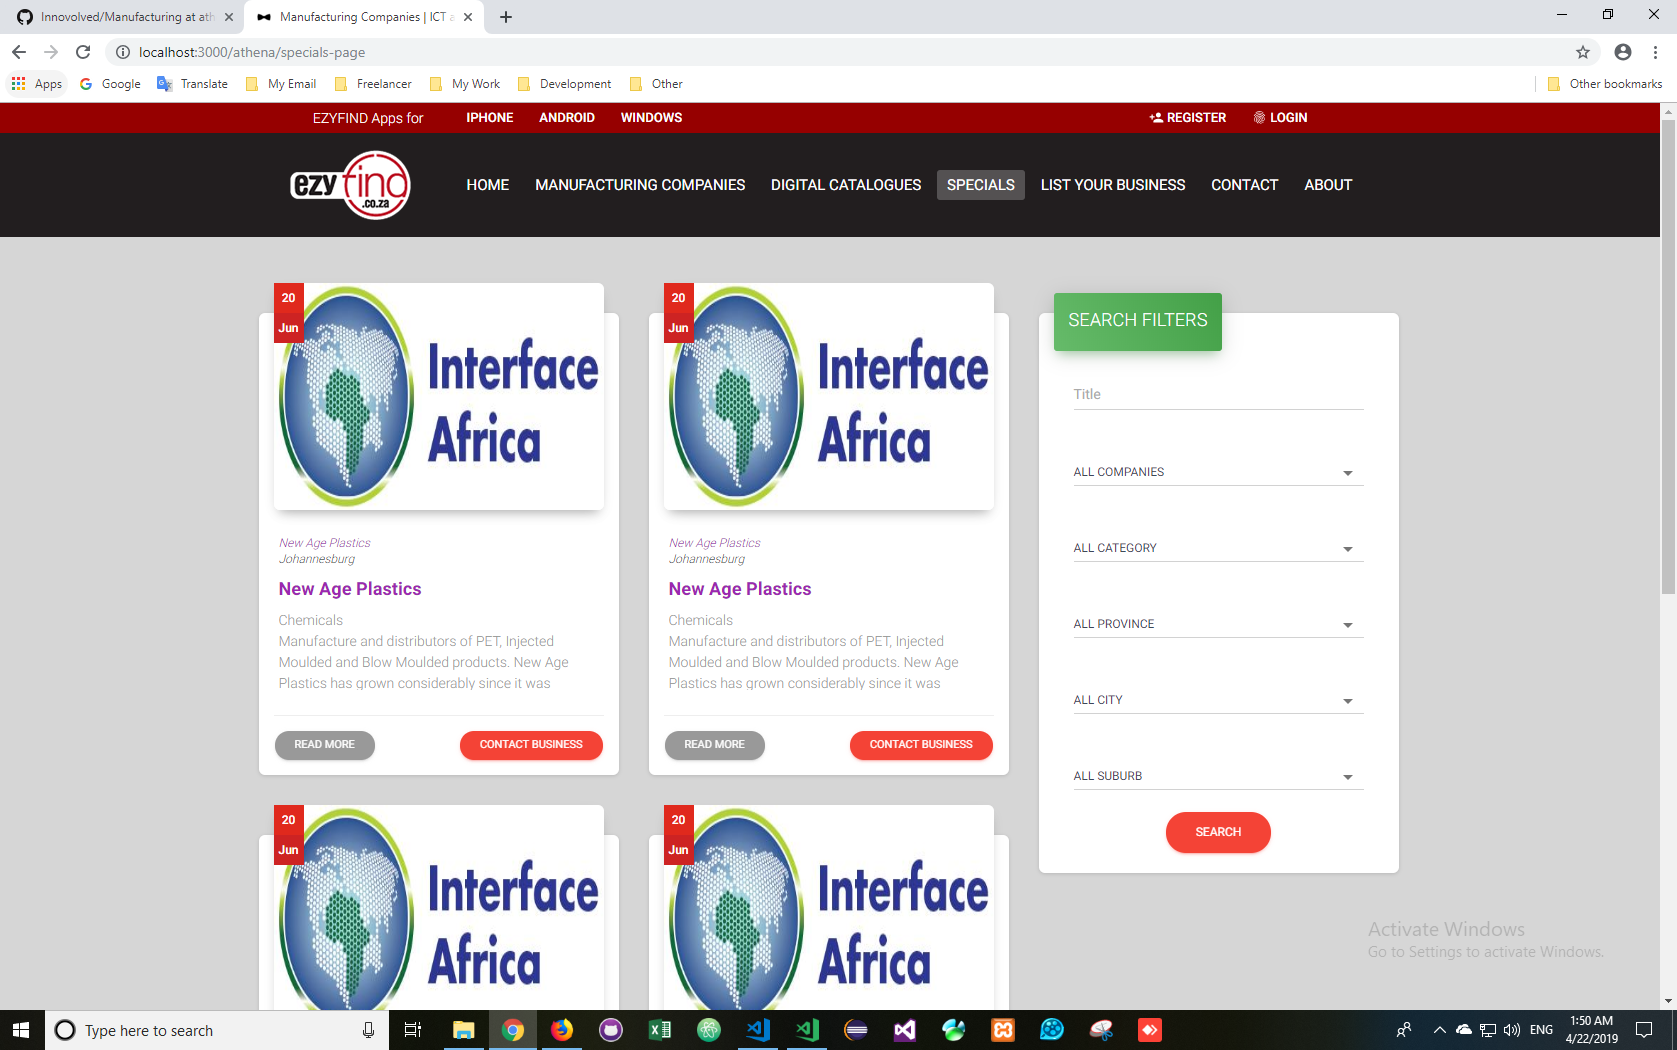 Innovolved/Manufacturing at ath
Manufacturing Companies | ICT a
localhost:3000/athena/specials-page
Apps
Google
Translate
My Email
Freelancer
My Work
Development
Other
Other bookmarks
EZYFIND Apps for
IPHONE
ANDROID
WINDOWS
REGISTER
LOGIN
ezyfind
.co.za
HOME
MANUFACTURING COMPANIES
DIGITAL CATALOGUES
SPECIALS
LIST YOUR BUSINESS
CONTACT
ABOUT
20
Jun
Interface
Africa
New Age Plastics
Johannesburg
New Age Plastics
Chemicals
Manufacture and distributors of PET, Injected
Moulded and Blow Moulded products. New Age
Plastics has grown considerably since it was
READ MORE
CONTACT BUSINESS
20
Jun
Interface
Africa
New Age Plastics
Johannesburg
New Age Plastics
Chemicals
Manufacture and distributors of PET, Injected
Moulded and Blow Moulded products. New Age
Plastics has grown considerably since it was
READ MORE
CONTACT BUSINESS
SEARCH FILTERS
Title
ALL COMPANIES
ALL CATEGORY
ALL PROVINCE
ALL CITY
ALL SUBURB
SEARCH
20
Jun
Interface
Africa
20
Jun
Interface
Africa
Activate Windows
Go to Settings to activate Windows.
Type here to search
ENG
1:50 AM
4/22/2019